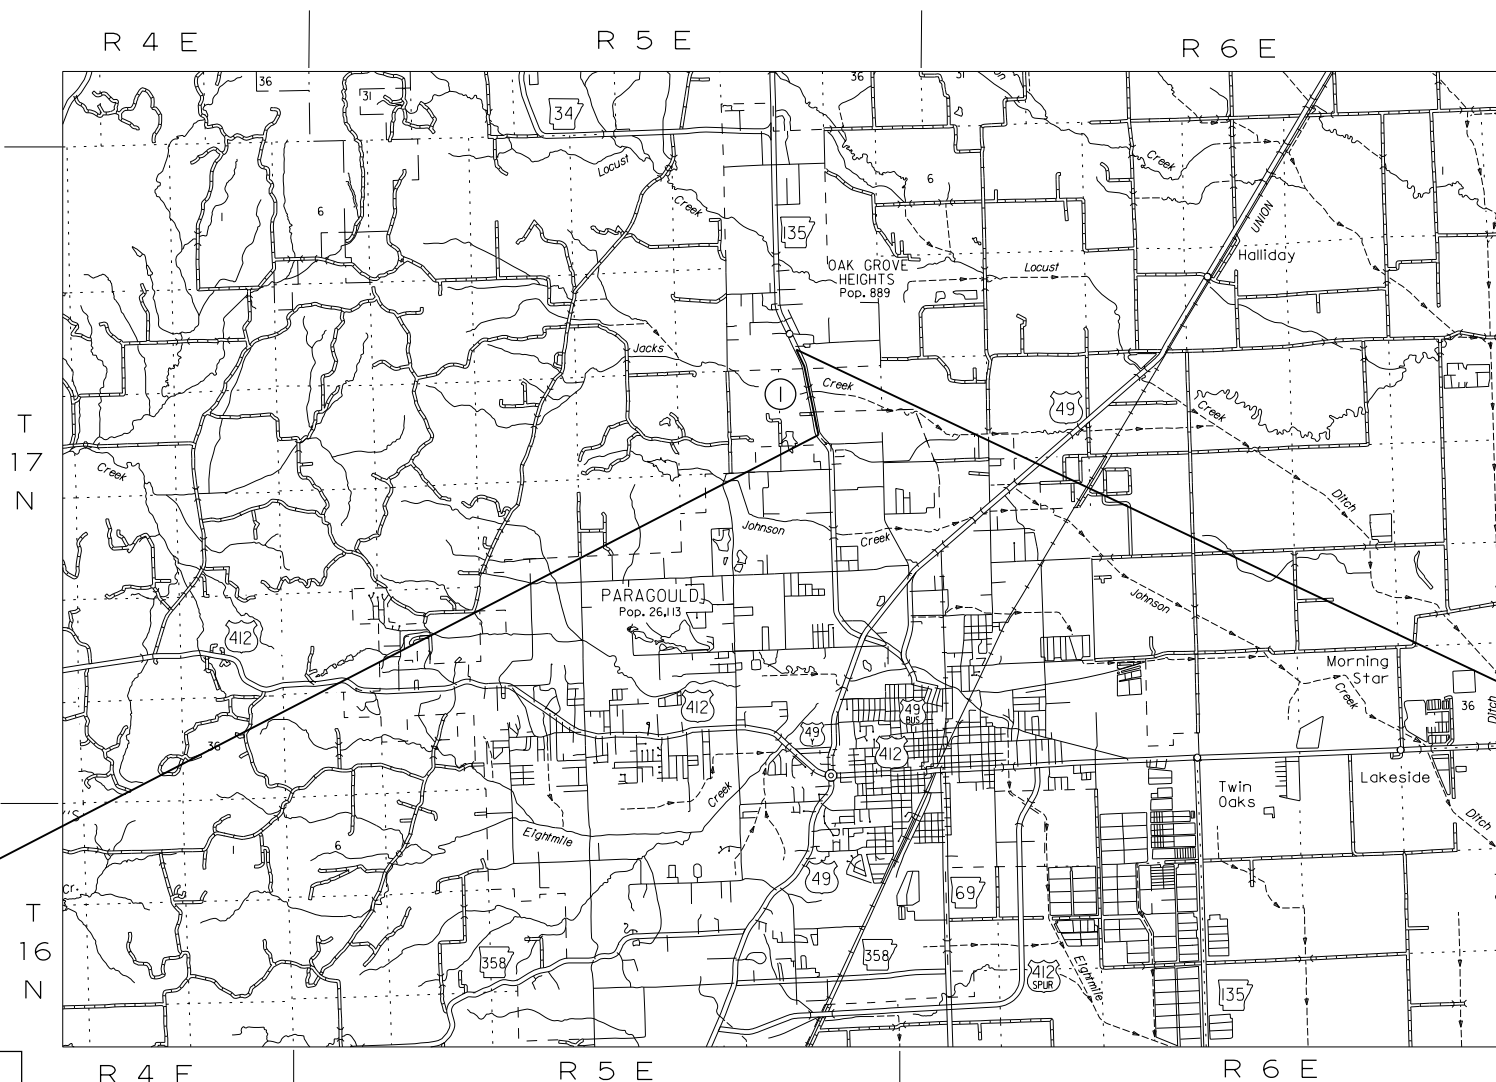 R 4 E
R 5 E
R 6 E
36
31
34
36
31
Locust
Creek
Creek
6
6
135
UNION
OAK GROVE
HEIGHTS
Pop. 889
Locust
Halliday
Jacks
Creek
1
49
Creek
T
17
N
Creek
Ditch
Johnson
Creek
PARAGOULD
Pop. 26,113
Johnson
412
Morning
Star
Creek
36
Ditch
412
49
BUS
49
Y
36
412
Twin
Oaks
Lakeside
Creek
Ditch
Eightmile
6
49
69
Cr.
T
16
N
358
358
Eightmile
412
SPUR
135
R 4 E
R 5 E
R 6 E